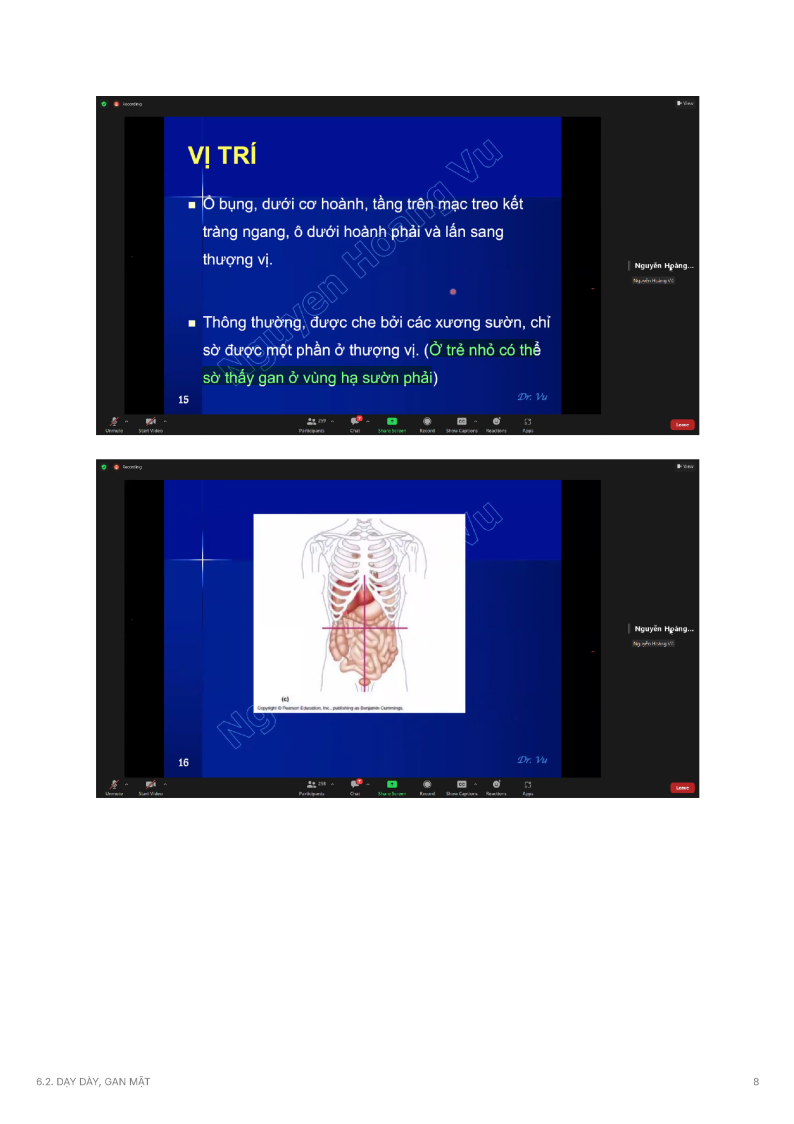 Recording
View
VỊ TRÍ
Ổ bụng, dưới cơ hoành, tầng trên mạc treo kết
tràng ngang, ô dưới hoành phải và lấn sang
thượng vị.
Thông thường, được che bởi các xương sườn, chỉ
sờ được một phần ở thượng vị. (Ở trẻ nhỏ có thể
sờ thấy gan ở vùng hạ sườn phải)
Nguyen Hoang Vu
15
Dr. Vu
Nguyễn Hoàng...
Nguyễn Hoàng Vũ
Unmute
Start Video
Participants
Chat
Share Screen
Record
Show Captions
Reactions
Apps
Leave
Recording
View
(c)
Copyright © Pearson Education, Inc., publishing as Benjamin Cummings.
16
Dr. Vu
Nguyễn Hoàng...
Nguyễn Hoàng Vũ
Unmute
Start Video
Participants
Chat
Share Screen
Record
Show Captions
Reactions
Apps
Leave
6.2. DẠY DÀY, GAN MẬT
8